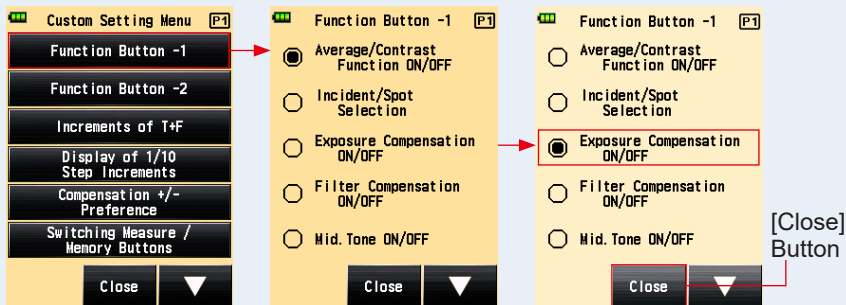 Custom Setting Menu P1
Function Button -1
Function Button -2
Increments of T+F
Display of 1/10
Step Increments
Compensation +/-
Preference
Switching Measure /
Memory Buttons
Close
Function Button -1 P1
Average/Contrast
Function ON/OFF
Incident/Spot
Selection
Exposure Compensation
ON/OFF
Filter Compensation
ON/OFF
Mid. Tone ON/OFF
Close
Function Button -1 P1
Average/Contrast
Function ON/OFF
Incident/Spot
Selection
Exposure Compensation
ON/OFF
Filter Compensation
ON/OFF
Mid. Tone ON/OFF
Close
[Close]
Button